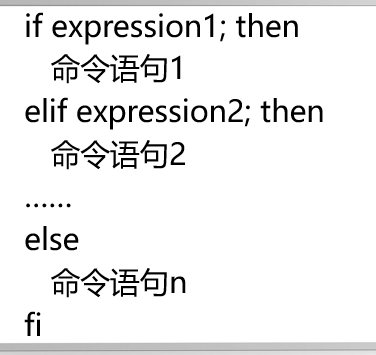 if expression1; then
命令语句1
elif expression2; then
命令语句2
......
else
命令语句n
fi